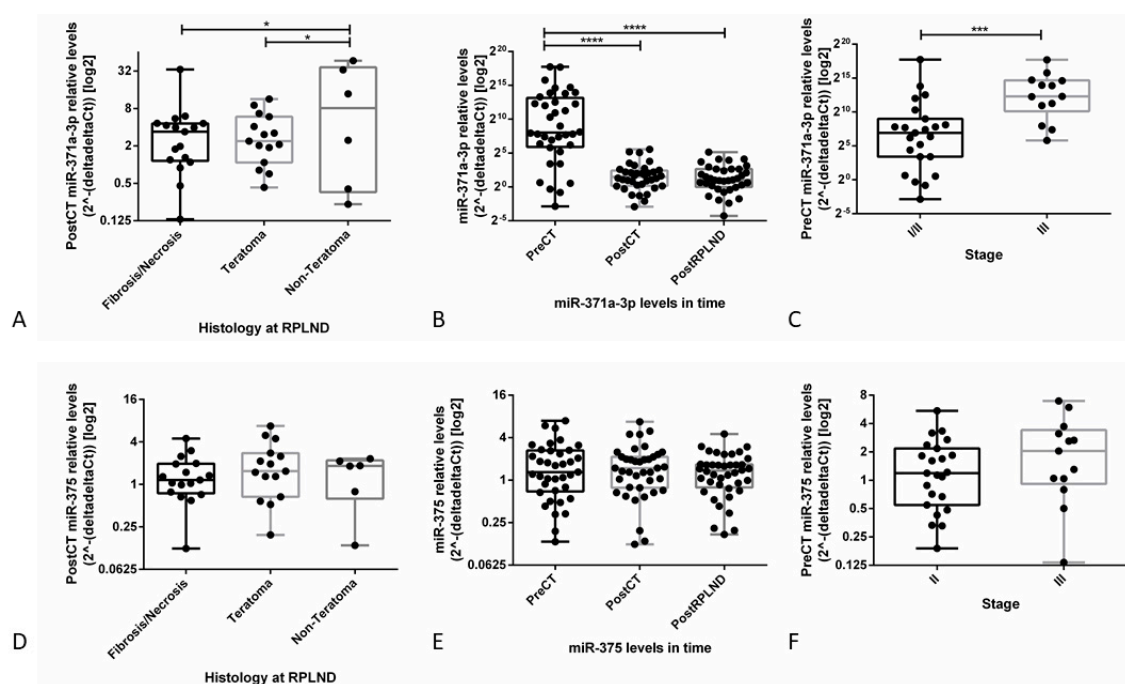 *
*
PostCT miR-371a-3p relative levels
(2^-(deltadeltaCt)) [log2]
32
8
2
0.5
0.125
Fibrosis/Necrosis
Teratoma
Non-Teratoma
Histology at RPLND
A
****
****
miR-371a-3p relative levels
(2^-(deltadeltaCt)) [log2]
2^20
2^15
2^10
2^5
2^0
2^-5
PreCT
PostCT
PostRPLND
miR-371a-3p levels in time
B
***
PreCT miR-371a-3p relative levels
(2^-(deltadeltaCt)) [log2]
2^20
2^15
2^10
2^5
2^0
2^-5
I/II
III
Stage
C
PostCT miR-375 relative levels
(2^-(deltadeltaCt)) [log2]
16
4
1
0.25
0.0625
Fibrosis/Necrosis
Teratoma
Non-Teratoma
Histology at RPLND
D
miR-375 relative levels
(2^-(deltadeltaCt)) [log2]
16
4
1
0.25
0.0625
PreCT
PostCT
PostRPLND
miR-375 levels in time
E
PreCT miR-375 relative levels
(2^-(deltadeltaCt)) [log2]
8
4
2
1
0.5
0.25
0.125
II
III
Stage
F